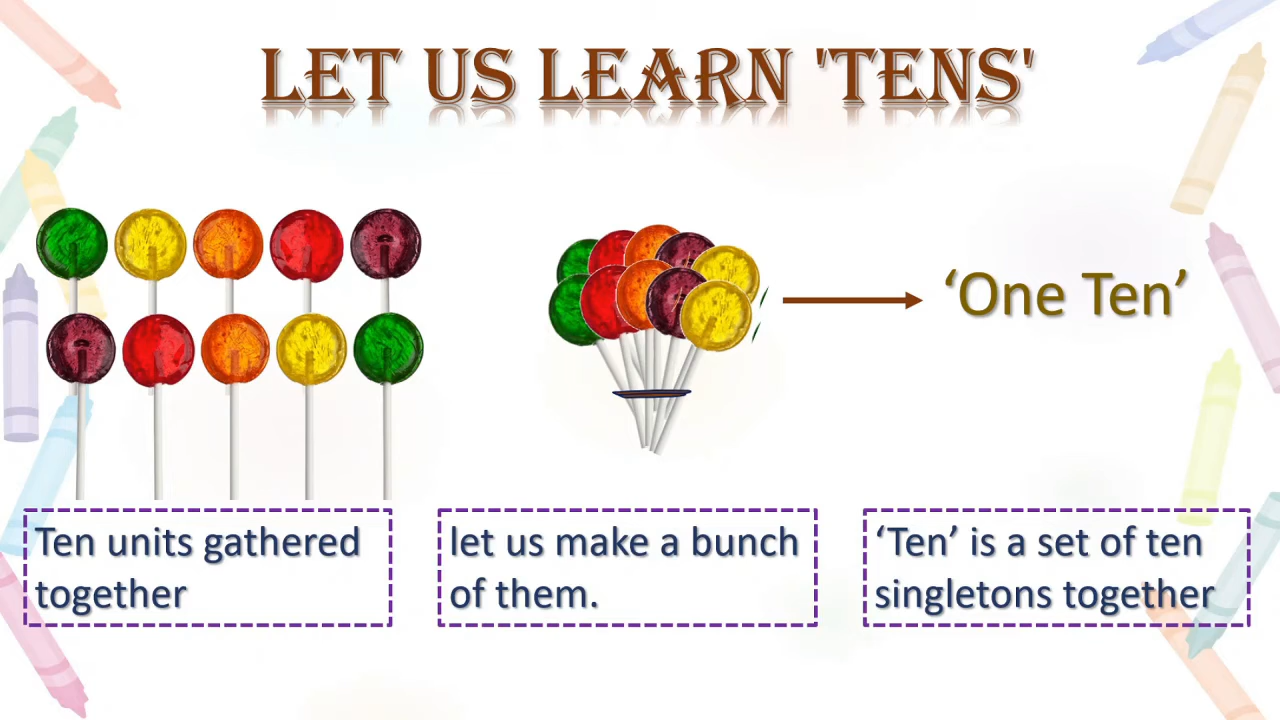 LET US LEARN 'TENS'
‘One Ten’
Ten units gathered
together
let us make a bunch
of them.
‘Ten’ is a set of ten
singletons together